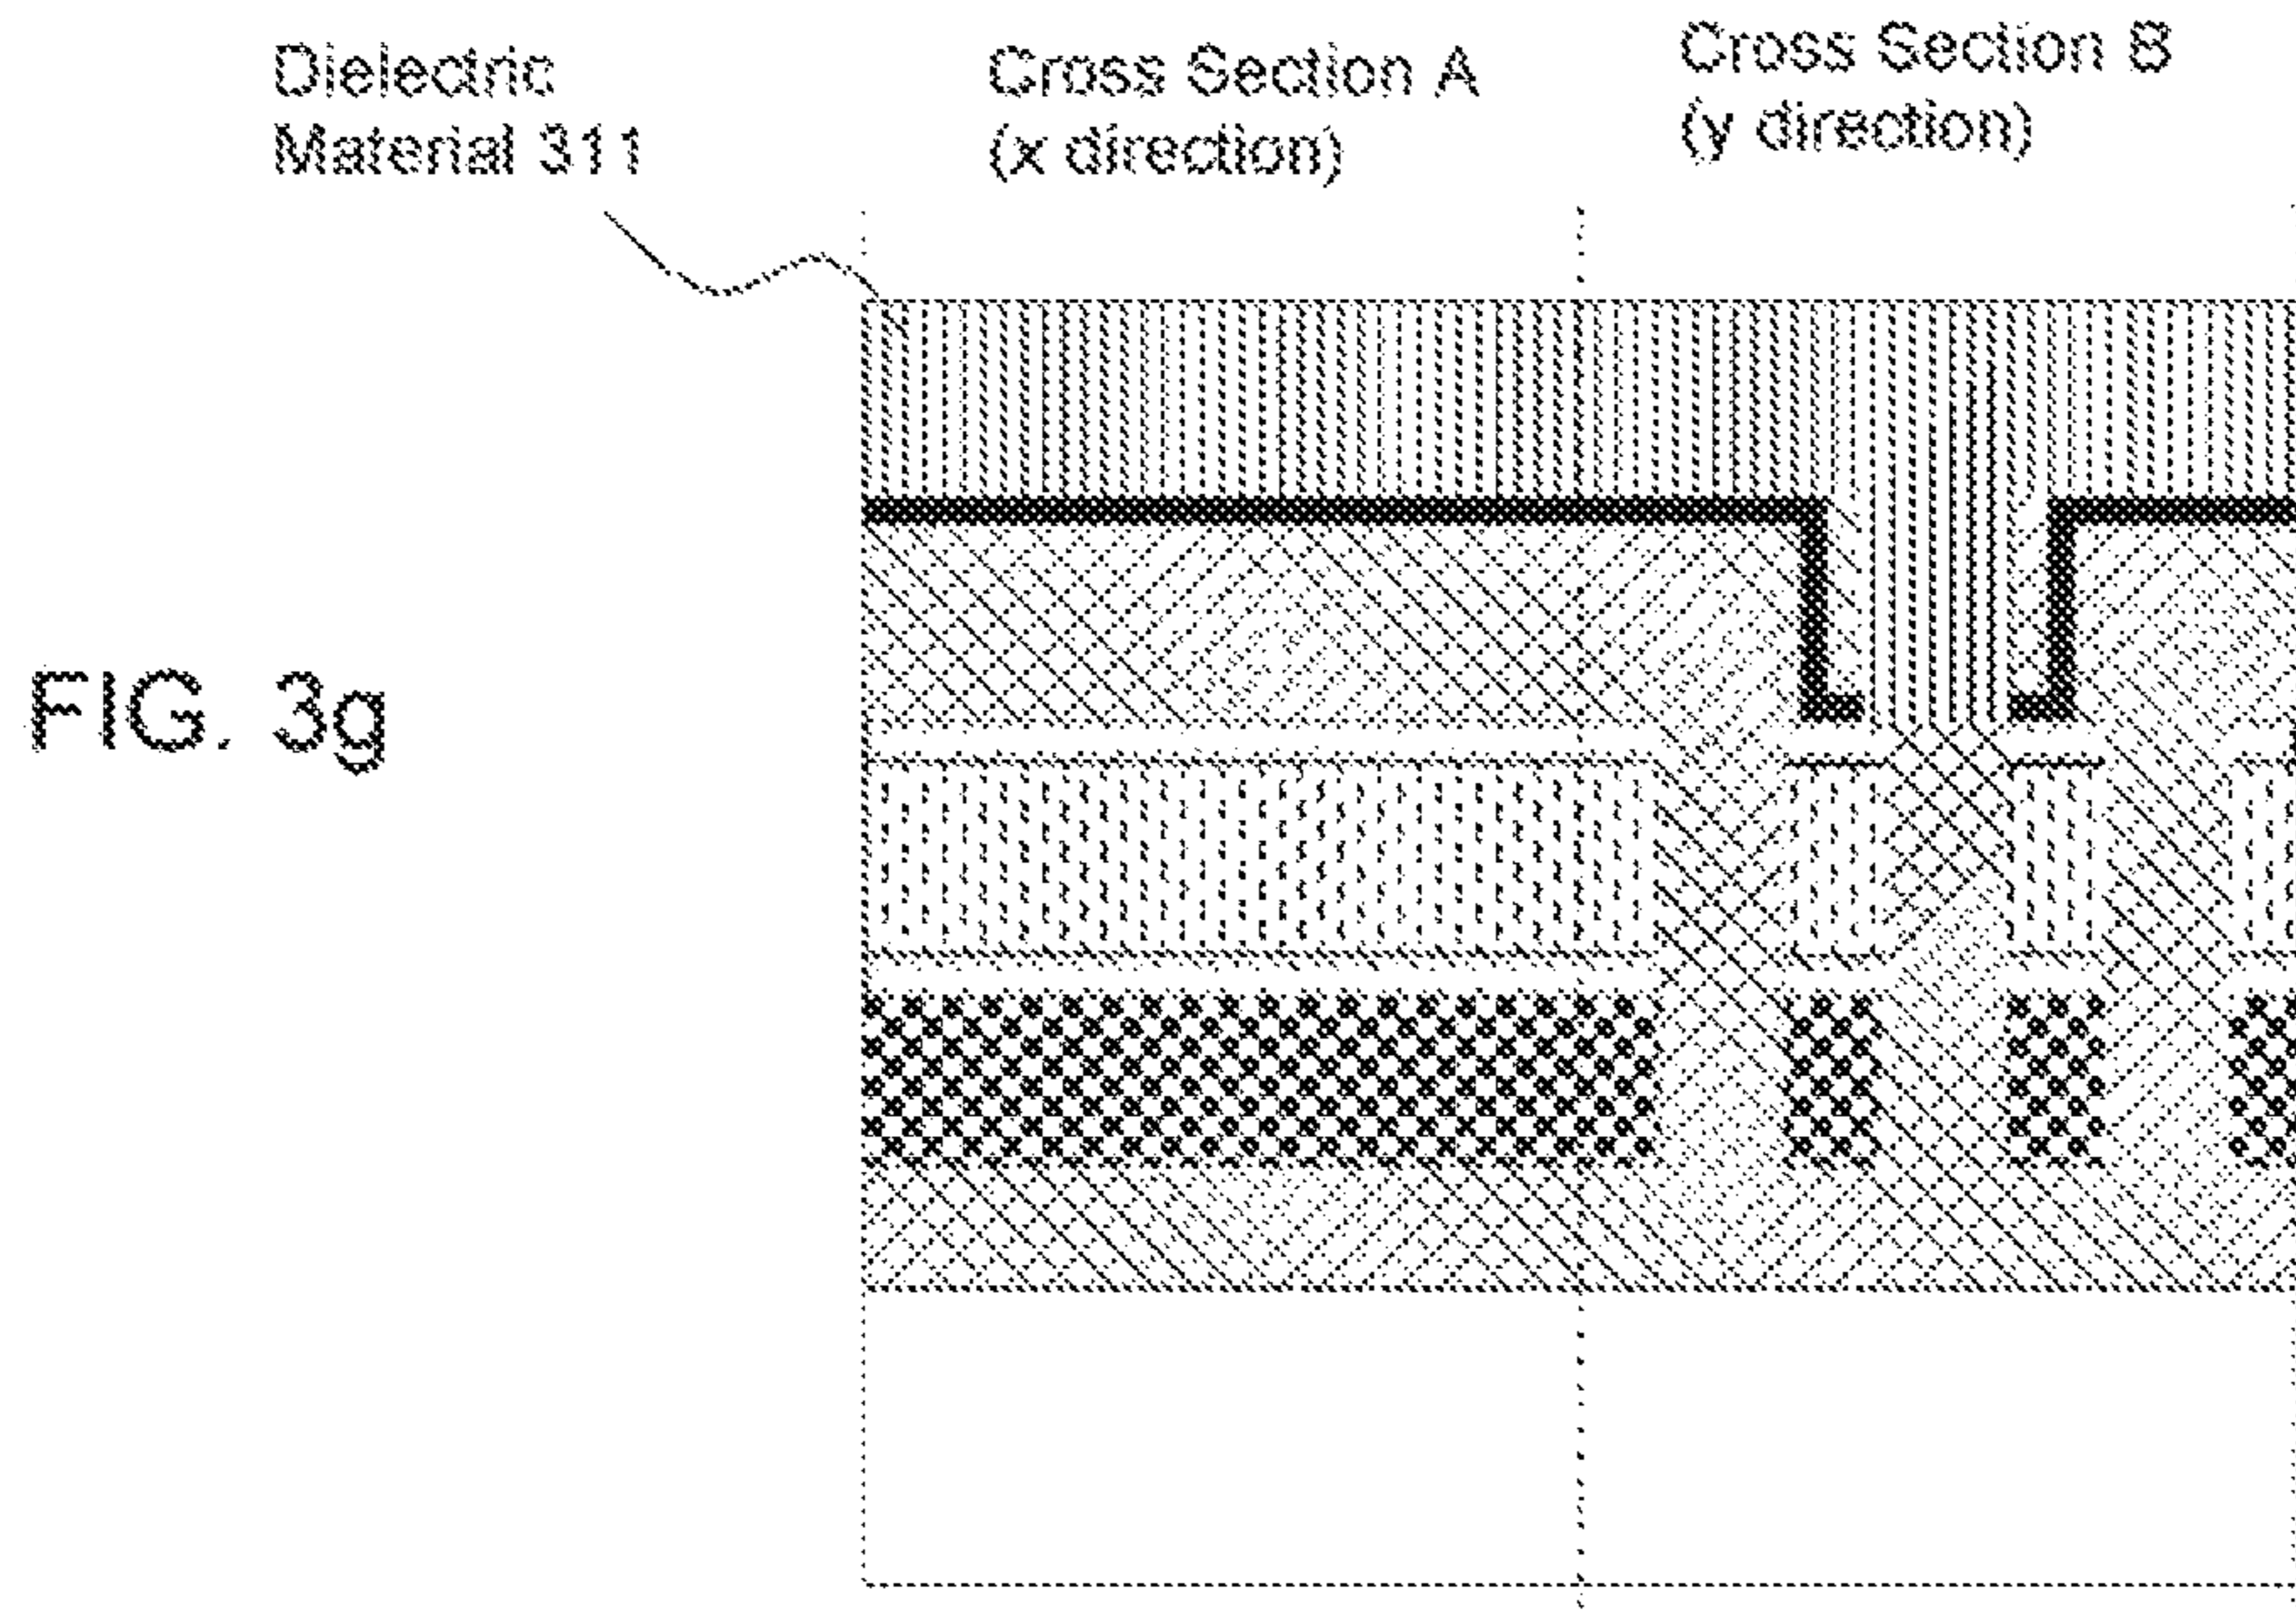 Dielectric
Material 311
Cross Section A
(x direction)
Cross Section B
(y direction)
FIG. 3g